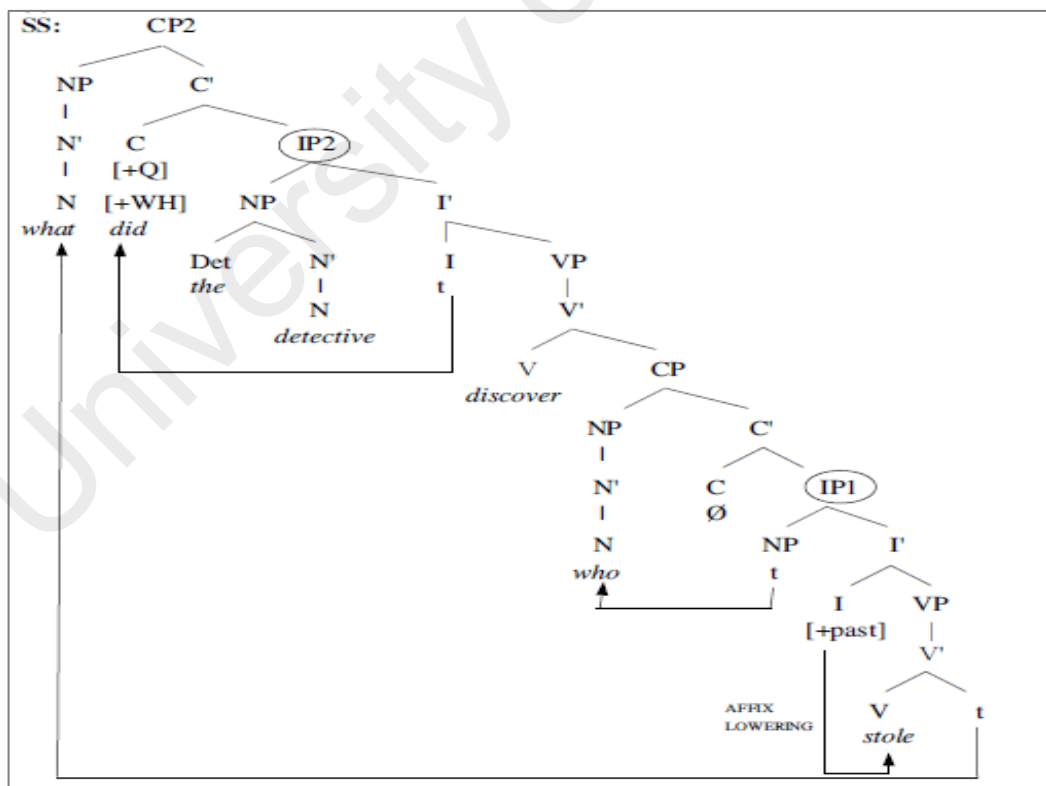 SS: CP2
NP C'
N' C IP2
[+Q]
N [+WH] NP I'
what did
Det N' I VP
the t
N V'
detective
V CP
discover
NP C'
N' C IP1
Ø
N NP I'
who t
I VP
[+past]
V'
AFFIX V t
LOWERING stole
University